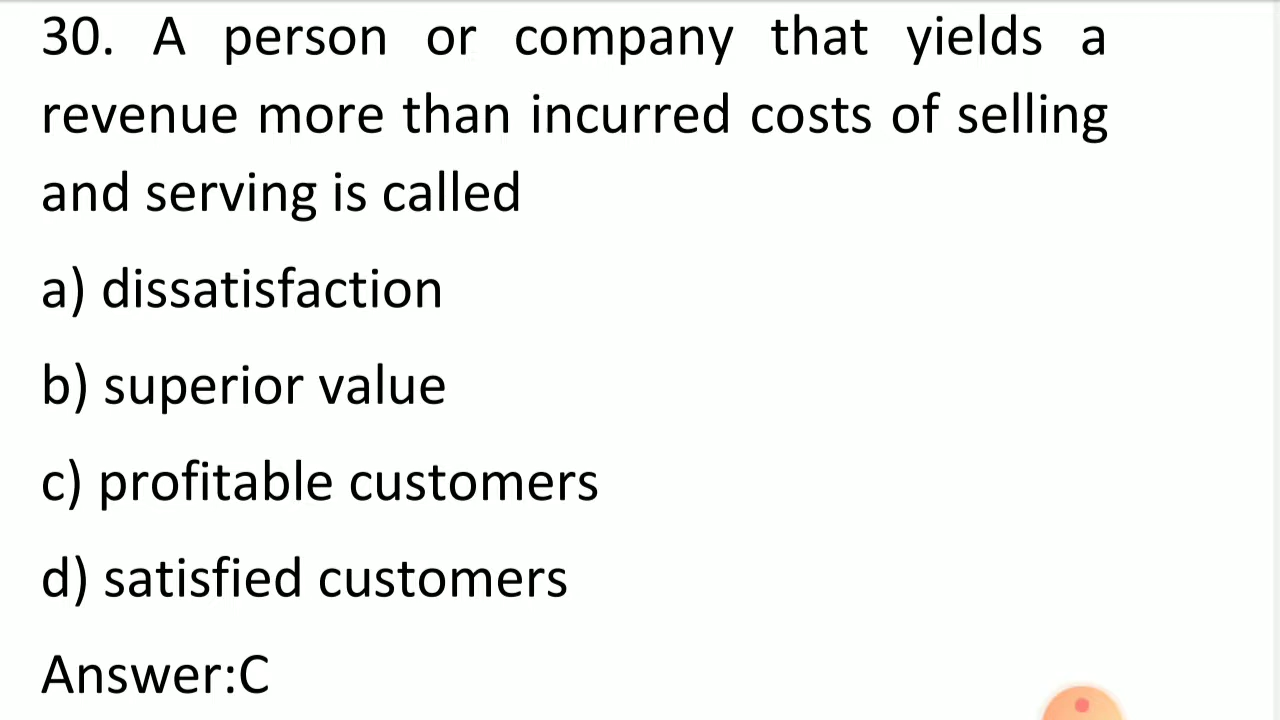 30. A person or company that yields a
revenue more than incurred costs of selling
and serving is called
a) dissatisfaction
b) superior value
c) profitable customers
d) satisfied customers
Answer:C